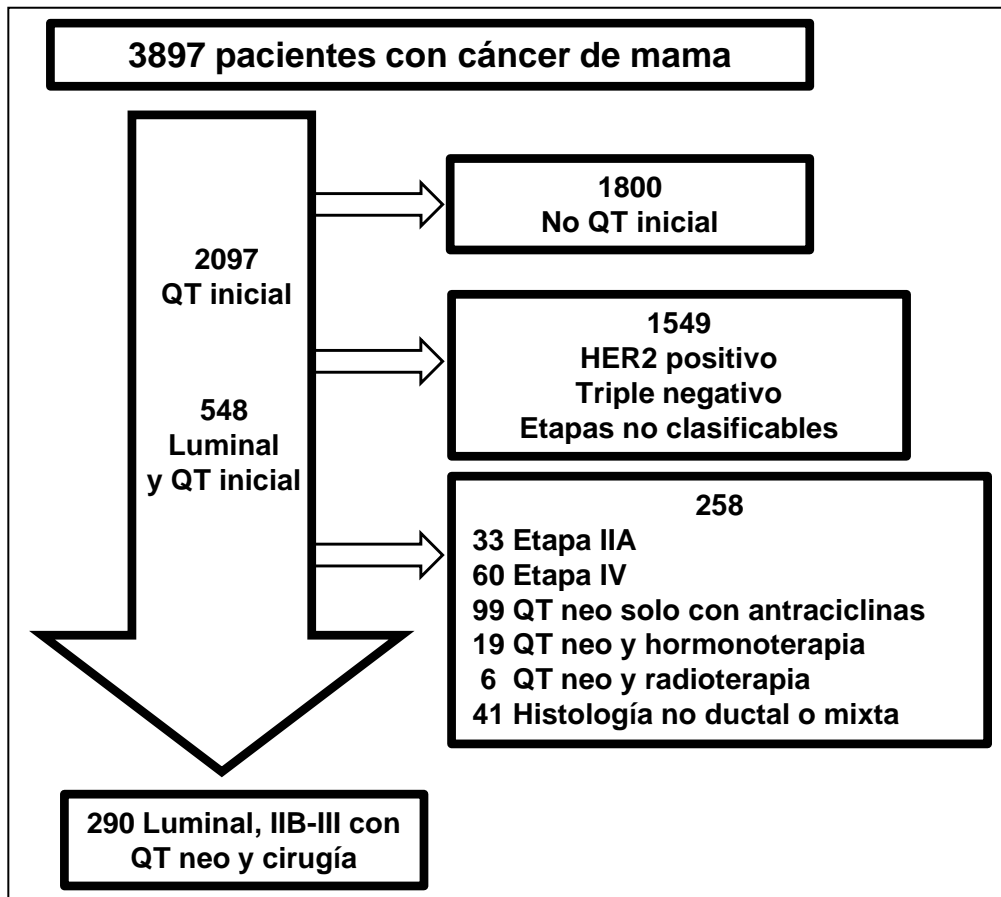 3897 pacientes con cáncer de mama
1800
No QT inicial
2097
QT inicial
1549
HER2 positivo
Triple negativo
Etapas no clasificables
548
Luminal
y QT inicial
258
33 Etapa IIA
60 Etapa IV
99 QT neo solo con antraciclinas
19 QT neo y hormonoterapia
6 QT neo y radioterapia
41 Histología no ductal o mixta
290 Luminal, IIB-III con
QT neo y cirugía